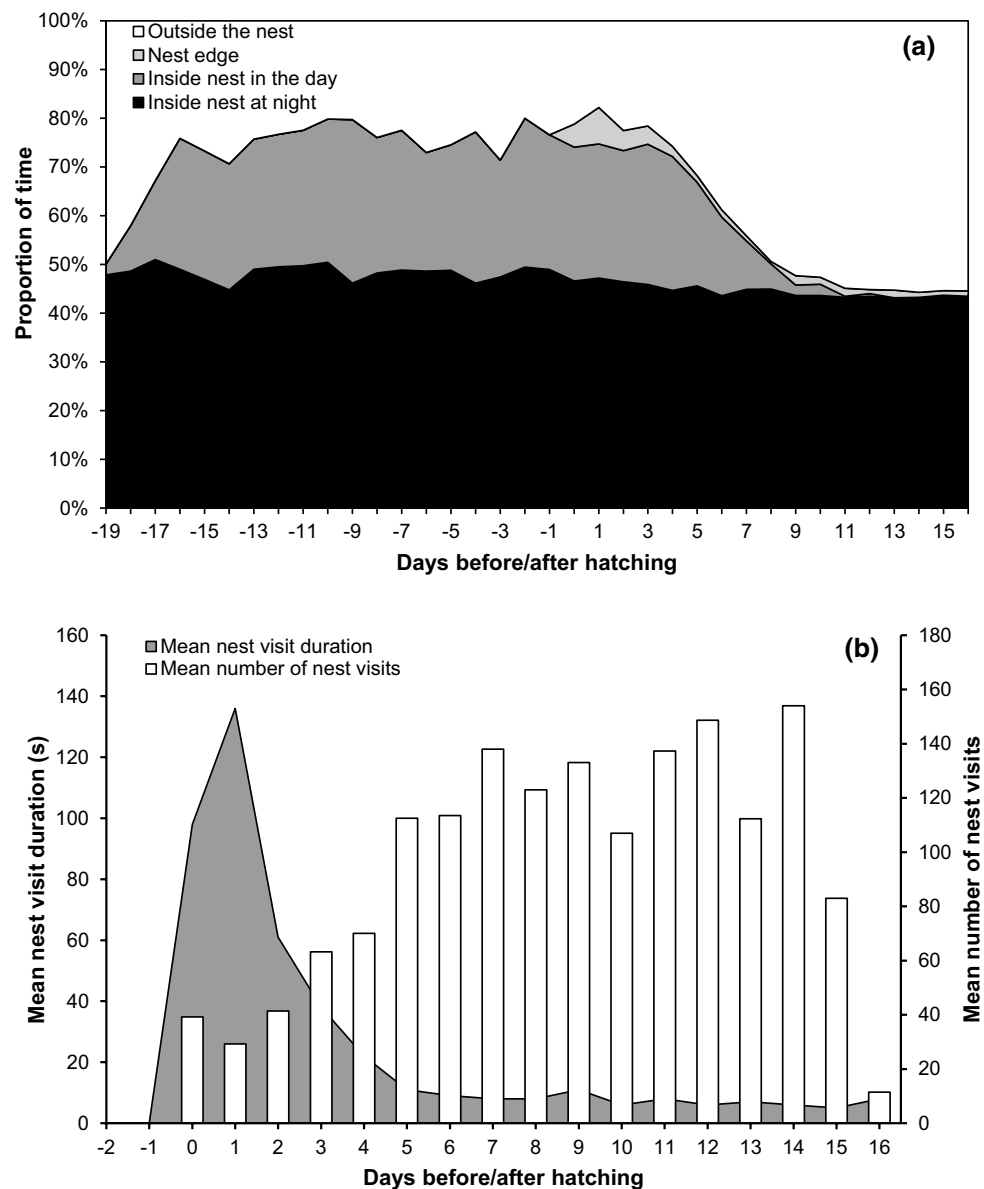 (a)
Outside the nest
Nest edge
Inside nest in the day
Inside nest at night
Proportion of time
100%
90%
80%
70%
60%
50%
40%
30%
20%
10%
0%
-19 -17 -15 -13 -11 -9 -7 -5 -3 -1 1 3 5 7 9 11 13 15
Days before/after hatching
(b)
Mean nest visit duration
Mean number of nest visits
Mean nest visit duration (s)
160
140
120
100
80
60
40
20
0
180
160
140
120
100
80
60
40
20
0
Mean number of nest visits
-2 -1 0 1 2 3 4 5 6 7 8 9 10 11 12 13 14 15 16
Days before/after hatching